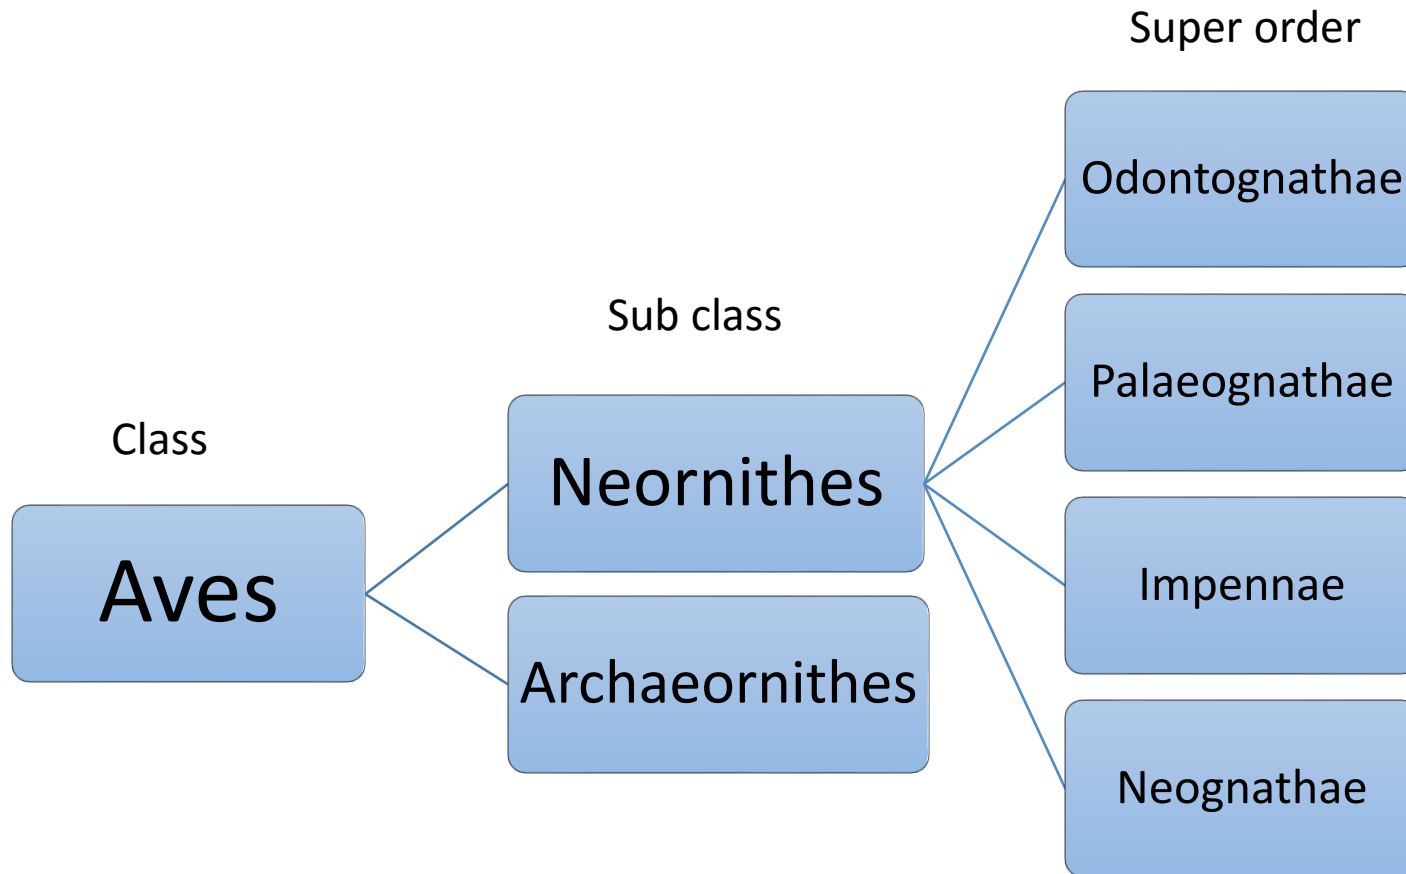 Super order
Odontognathae
Sub class
Palaeognathae
Class
Neornithes
Aves
Impennae
Archaeornithes
Neognathae